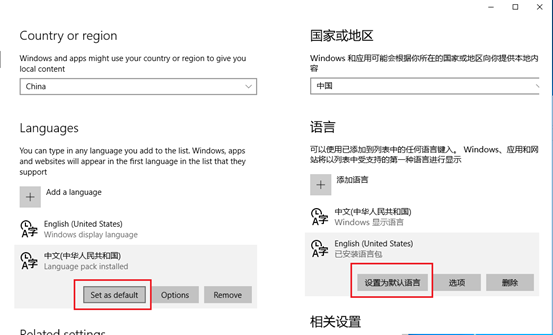 Country or region
Windows and apps might use your country or region to give you
local content
China
Languages
You can type in any language you add to the list. Windows, apps
and websites will appear in the first language in the list that they
support
Add a language
A字
English (United States)
Windows display language
A字
中文(中华人民共和国)
Language pack installed
Set as default
Options
Remove
Related settings
国家或地区
Windows 和应用可能会根据你所在的国家或地区向你提供本地内
容
中国
语言
可以使用已添加到列表中的任何语言键入。 Windows、应用和网
站将以列表中受支持的第一种语言进行显示
添加语言
A字
中文(中华人民共和国)
Windows 显示语言
A字
English (United States)
已安装语言包
设置为默认语言
选项
删除
相关设置